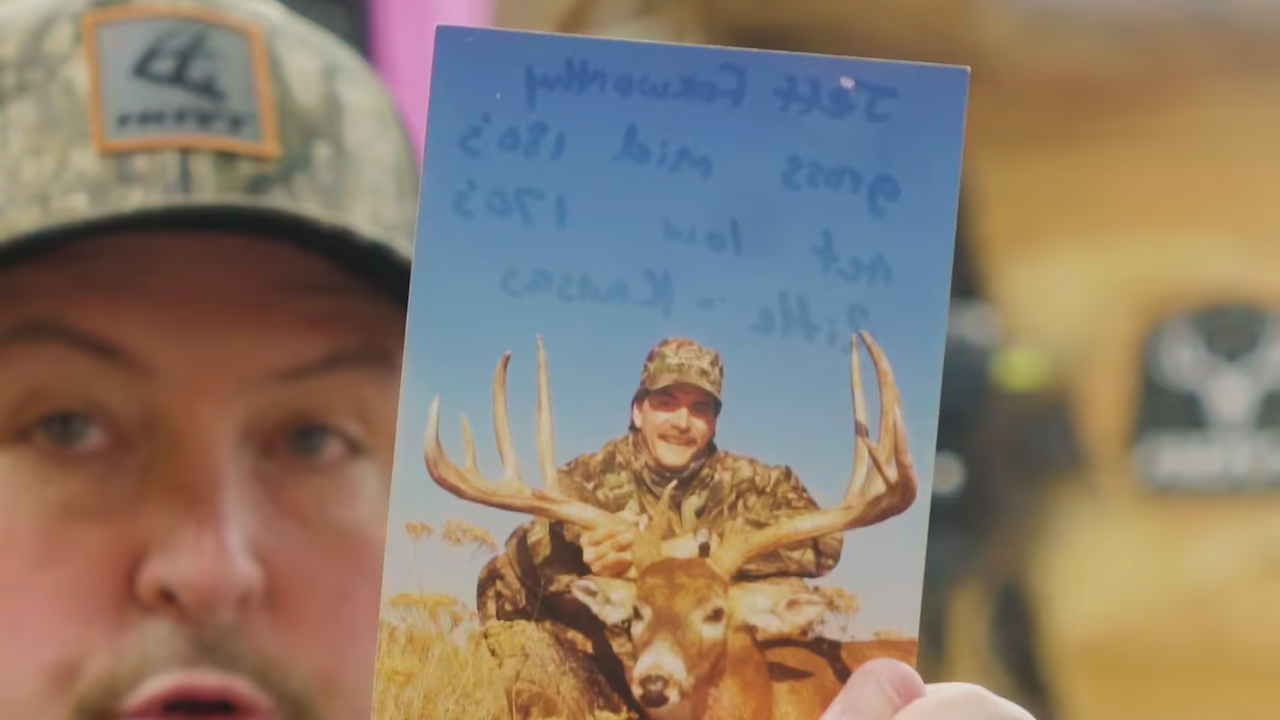 Jeff Foxworthy
gross mid 180's
net low 170's
Rifle - Kansas